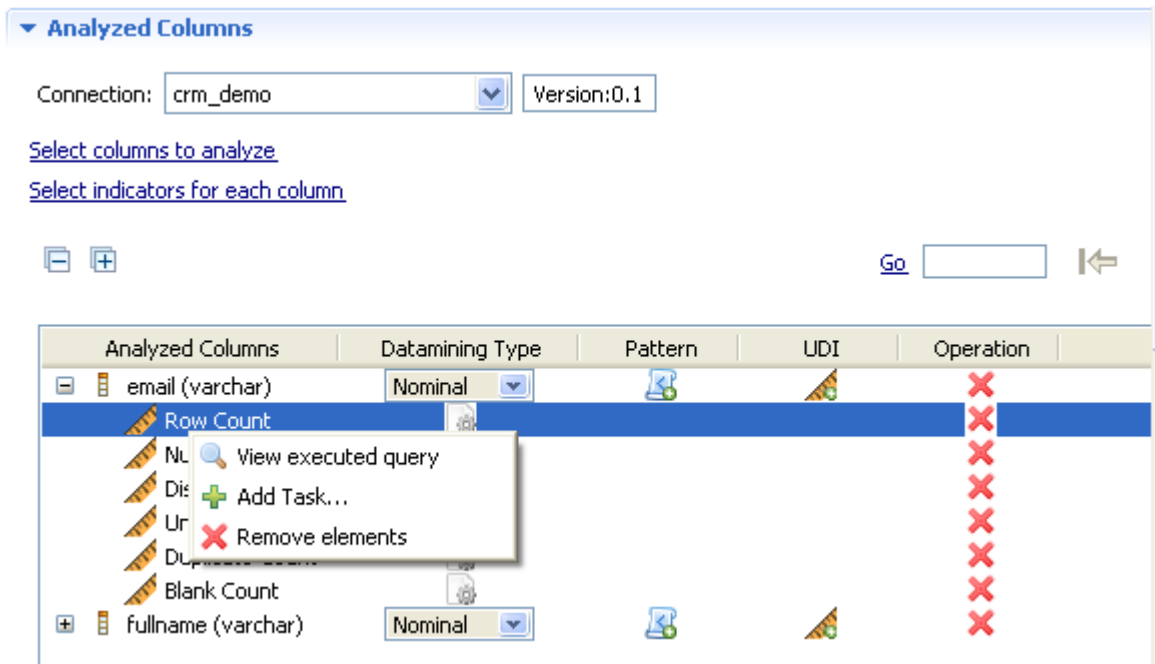 Analyzed Columns
Connection: crm_demo Version:0.1
Select columns to analyze
Select indicators for each column
Go
Analyzed Columns Datamining Type Pattern UDI Operation
email (varchar) Nominal
Row Count
View executed query
Add Task...
Remove elements
Blank Count
fullname (varchar) Nominal